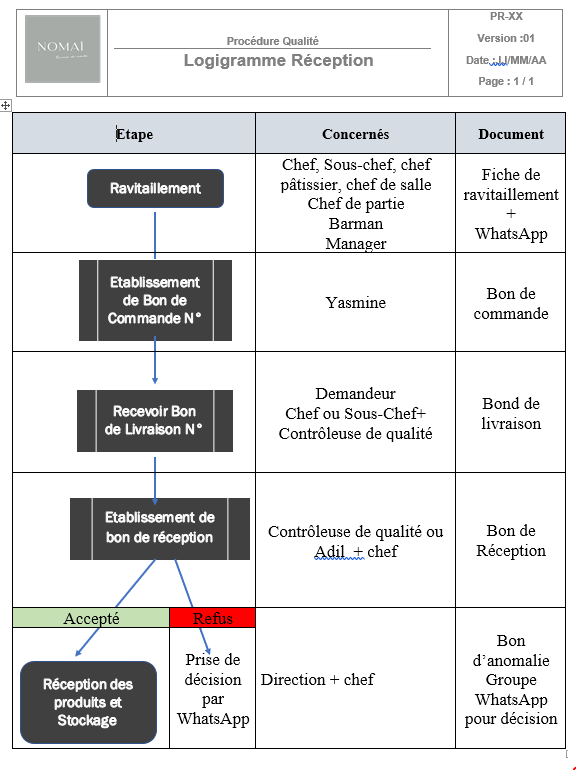 NOMAÏ
Procédure Qualité
Logigramme Réception
PR-XX
Version :01
Date : JJ/MM/AA
Page : 1 / 1
Etape
Concernés
Document
Ravitaillement
Chef, Sous-chef, chef
pâtissier, chef de salle
Chef de partie
Barman
Manager
Fiche de
ravitaillement
+
WhatsApp
Etablissement
de Bon de
Commande N°
Yasmine
Bon de
commande
Recevoir Bon
de Livraison N°
Demandeur
Chef ou Sous-Chef+
Contrôleuse de qualité
Bond de
livraison
Etablissement de
bon de réception
Contrôleuse de qualité ou
Adil + chef
Bon de
Réception
Accepté
Refus
Réception des
produits et
Stockage
Prise de
décision
par
WhatsApp
Direction + chef
Bon
d'anomalie
Groupe
WhatsApp
pour décision